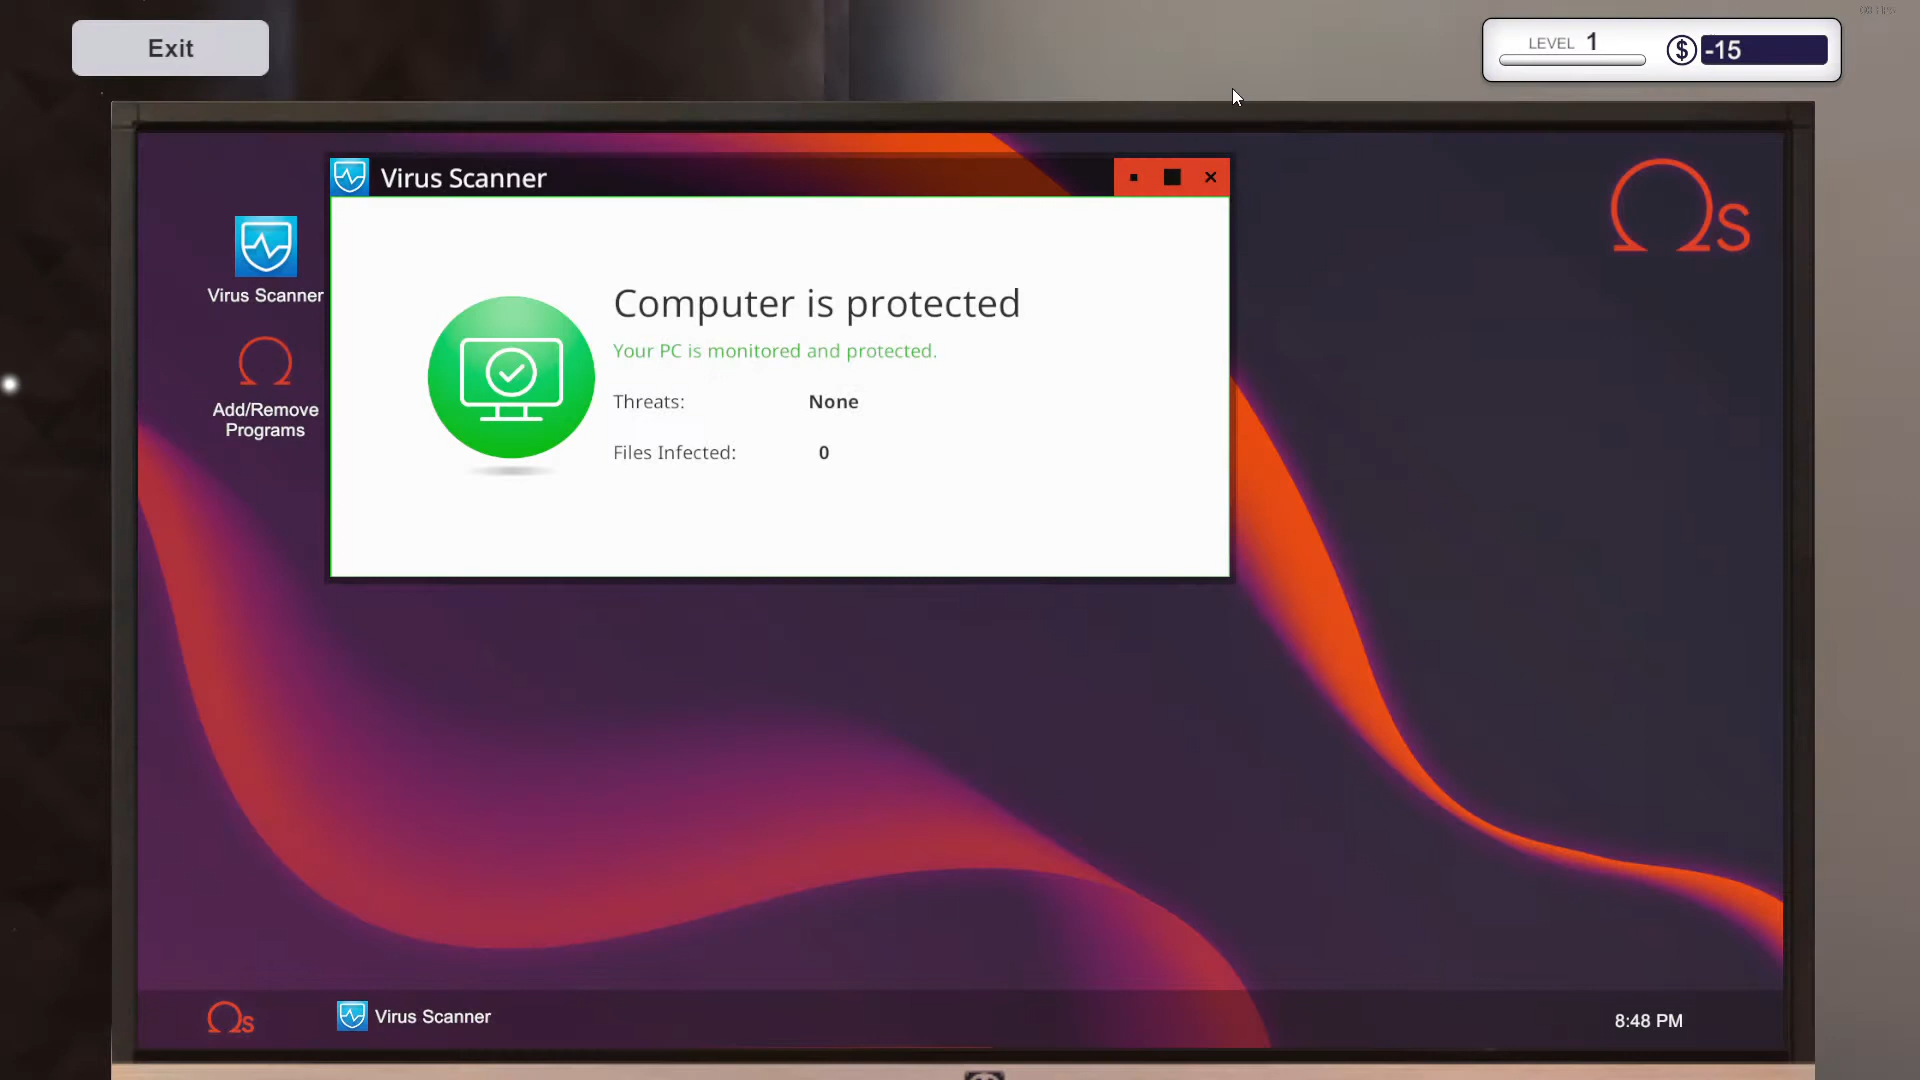 Exit
LEVEL 1
$ -15
Virus Scanner
Ωs
Computer is protected
Your PC is monitored and protected.
Threats: None
Files Infected: 0
Virus Scanner
Add/Remove
Programs
Ωs
Virus Scanner
8:48 PM